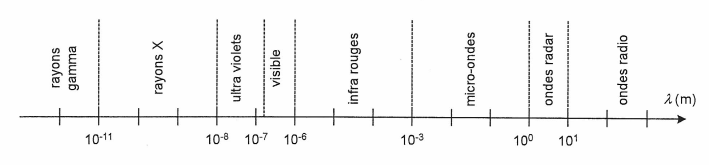 rayons
gamma
rayons X
ultra violets
visible
infra rouges
micro-ondes
ondes radar
ondes radio
λ (m)
10⁻¹¹
10⁻⁸
10⁻⁷
10⁻⁶
10⁻³
10⁰
10¹